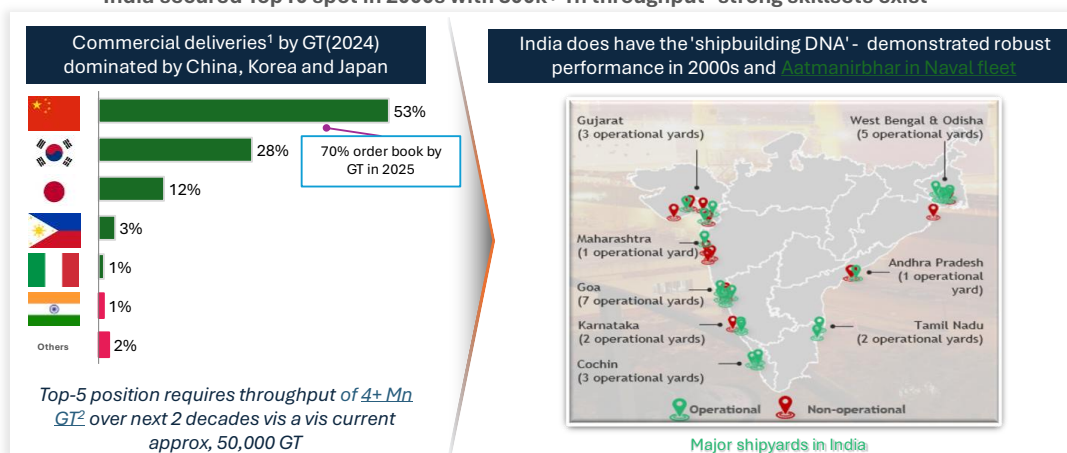 Commercial deliveries¹ by GT(2024)
dominated by China, Korea and Japan
53%
28%
70% order book by
GT in 2025
12%
3%
1%
1%
Others
2%
Top-5 position requires throughput of 4+ Mn
GT² over next 2 decades vis a vis current
approx, 50,000 GT
India does have the 'shipbuilding DNA' - demonstrated robust
performance in 2000s and Aatmanirbhar in Naval fleet
Gujarat
(3 operational yards)
West Bengal & Odisha
(5 operational yards)
Maharashtra
(1 operational yard)
Andhra Pradesh
(1 operational
yard)
Goa
(7 operational yards)
Karnataka
(2 operational yards)
Tamil Nadu
(2 operational yards)
Cochin
(3 operational yards)
Operational
Non-operational
Major shipyards in India